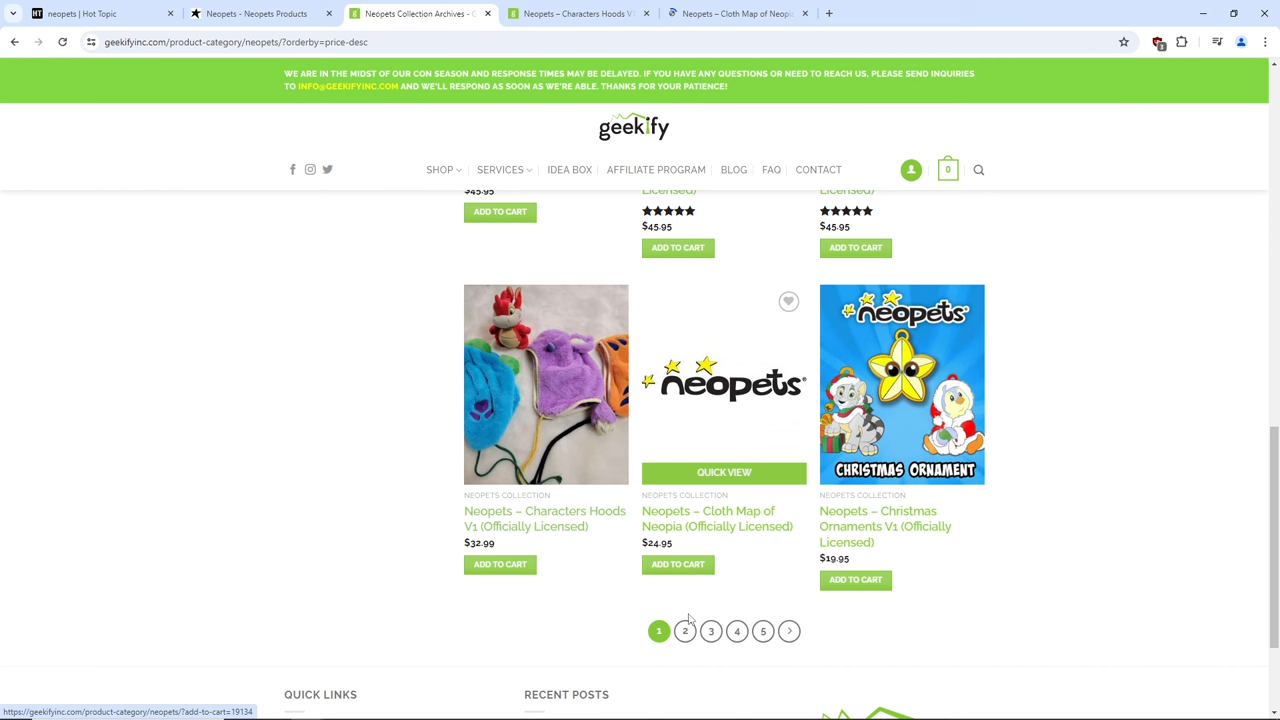 neopets | Hot Topic
Neopets - Neopets Products
Neopets Collection Archives - G
Neopets – Characters Hoods V1
Neopets – Cloth Map of Neopia
geekifyinc.com/product-category/neopets/?orderby=price-desc
WE ARE IN THE MIDST OF OUR CON SEASON AND RESPONSE TIMES MAY BE DELAYED. IF YOU HAVE ANY QUESTIONS OR NEED TO REACH US, PLEASE SEND INQUIRIES
TO INFO@GEEKIFYINC.COM AND WE'LL RESPOND AS SOON AS WE'RE ABLE. THANKS FOR YOUR PATIENCE!
geekify
SHOP SERVICES IDEA BOX AFFILIATE PROGRAM BLOG FAQ CONTACT 0
Licensed) Licensed)
$45.95
ADD TO CART
$45.95 $45.95
ADD TO CART ADD TO CART
neopets
neopets®
CHRISTMAS ORNAMENT
QUICK VIEW
NEOPETS COLLECTION
Neopets – Characters Hoods
V1 (Officially Licensed)
$32.99
ADD TO CART
NEOPETS COLLECTION
Neopets – Cloth Map of
Neopia (Officially Licensed)
$24.95
ADD TO CART
NEOPETS COLLECTION
Neopets – Christmas
Ornaments V1 (Officially
Licensed)
$19.95
ADD TO CART
1 2 3 4 5
QUICK LINKS
RECENT POSTS
https://geekifyinc.com/product-category/neopets/?add-to-cart=19134